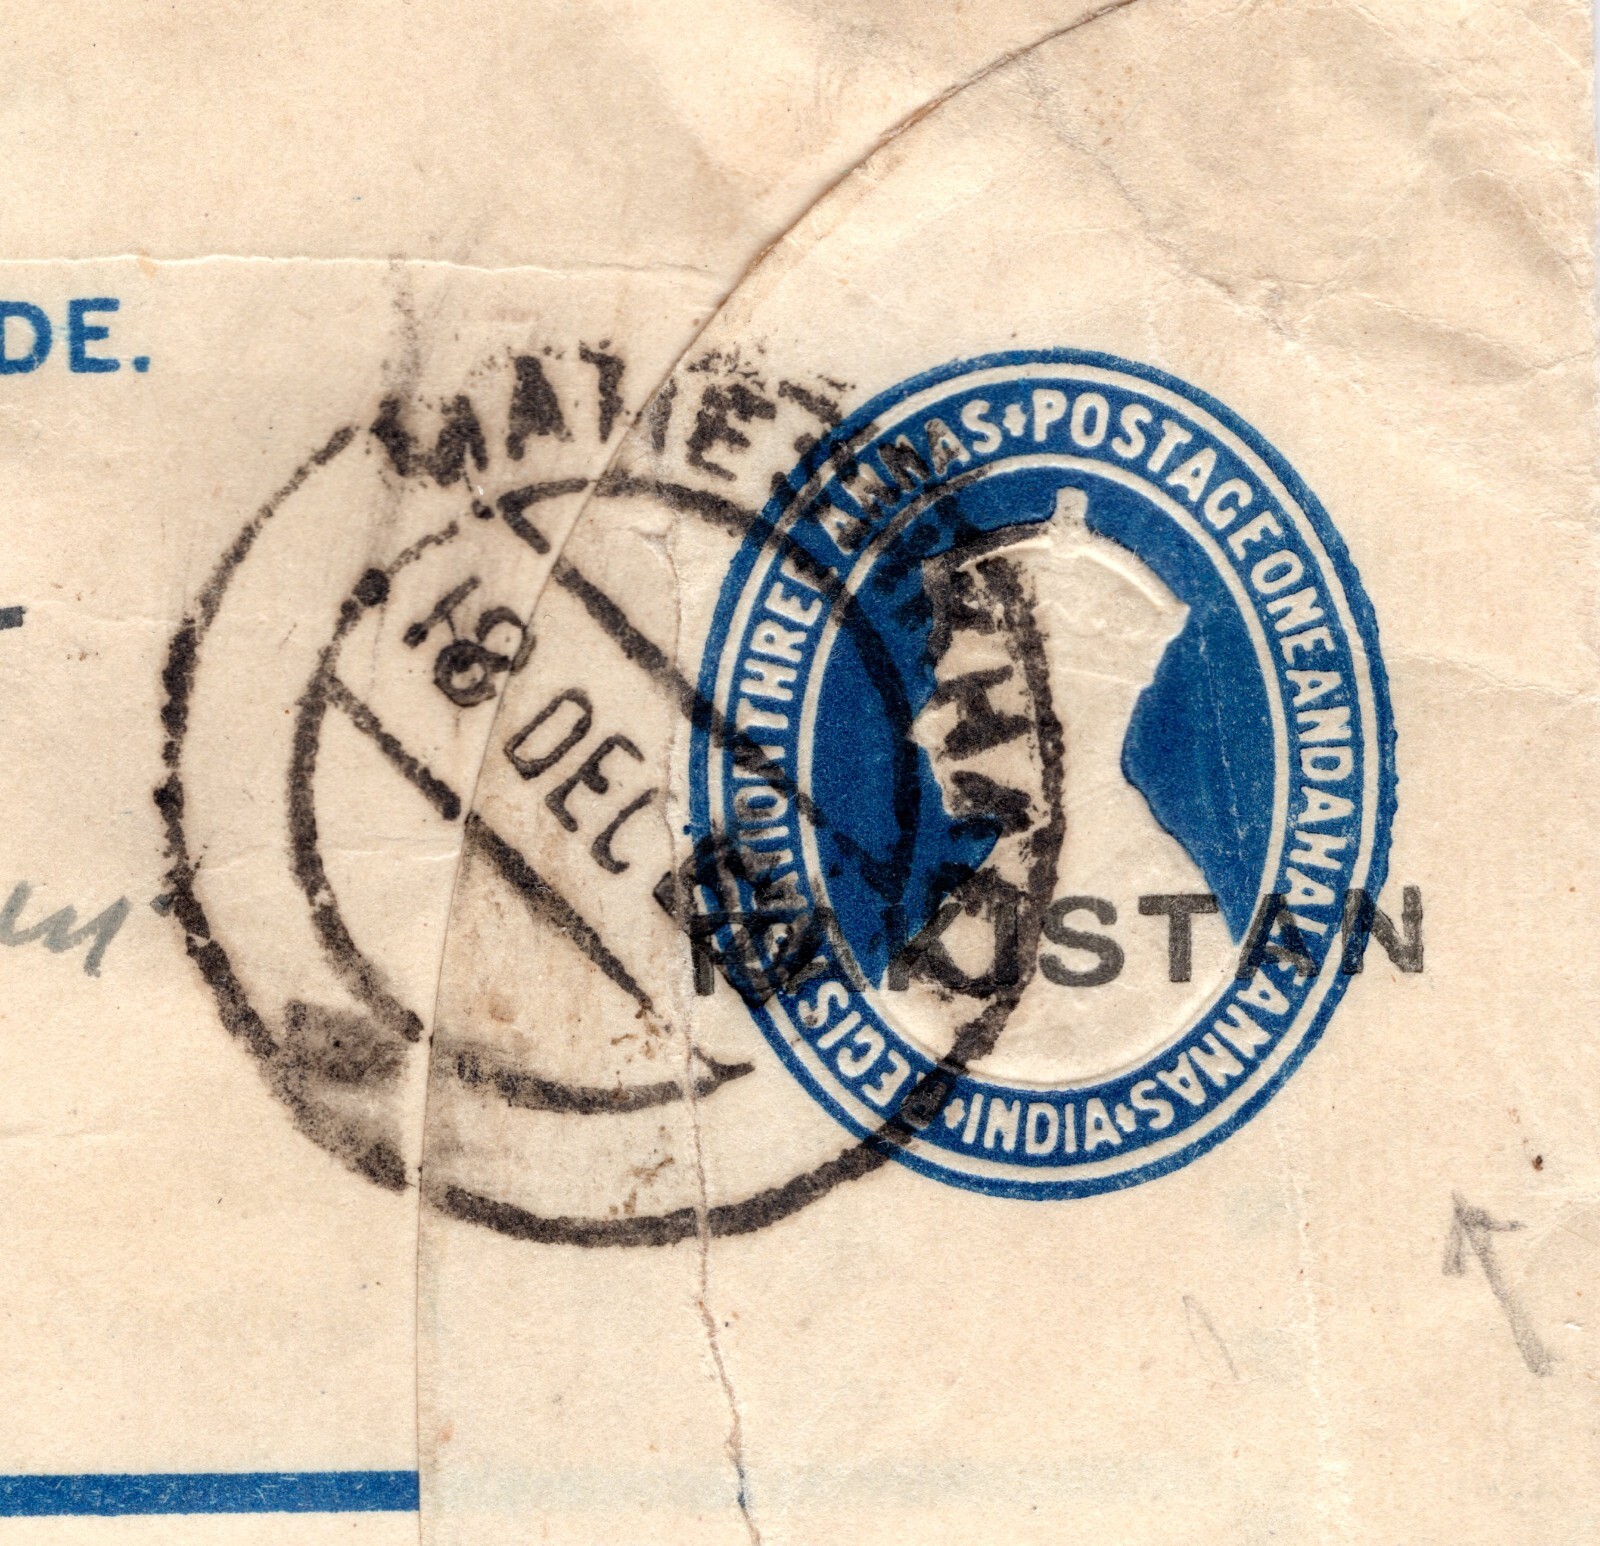 DE.
REGISTRATION THREE ANNAS POSTAGE ONE AND A HALF ANNAS INDIA
18 DEC
PAKISTAN